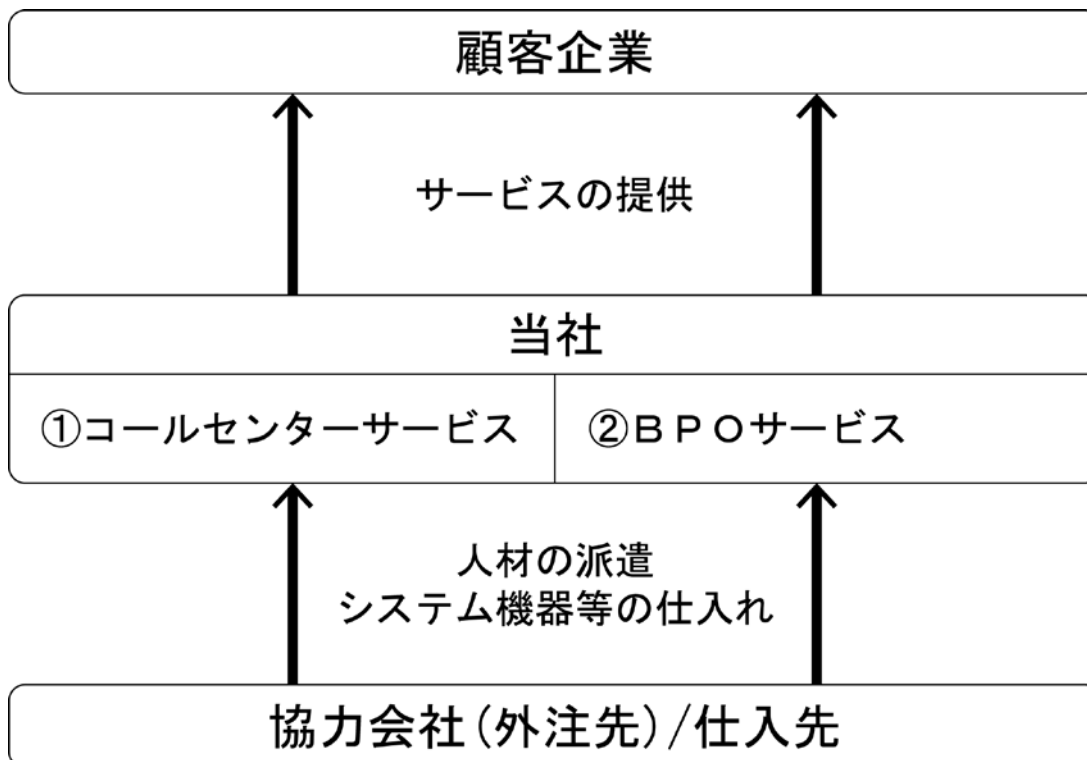 顧客企業
サービスの提供
当社
①コールセンターサービス
②ＢＰＯサービス
人材の派遣
システム機器等の仕入れ
協力会社(外注先)/仕入先